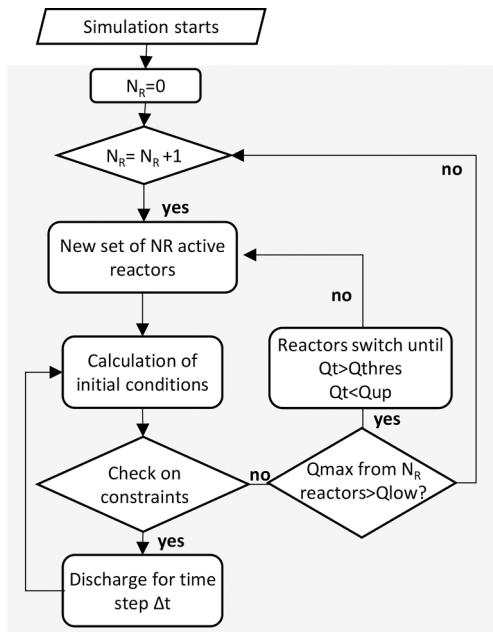 Simulation starts
NR=0
NR= NR +1
no
yes
New set of NR active
reactors
no
Calculation of
initial conditions
Reactors switch until
Qt>Qthres
Qt<Qup
yes
Check on
constraints
no
Qmax from NR
reactors>Qlow?
yes
Discharge for time
step Δt